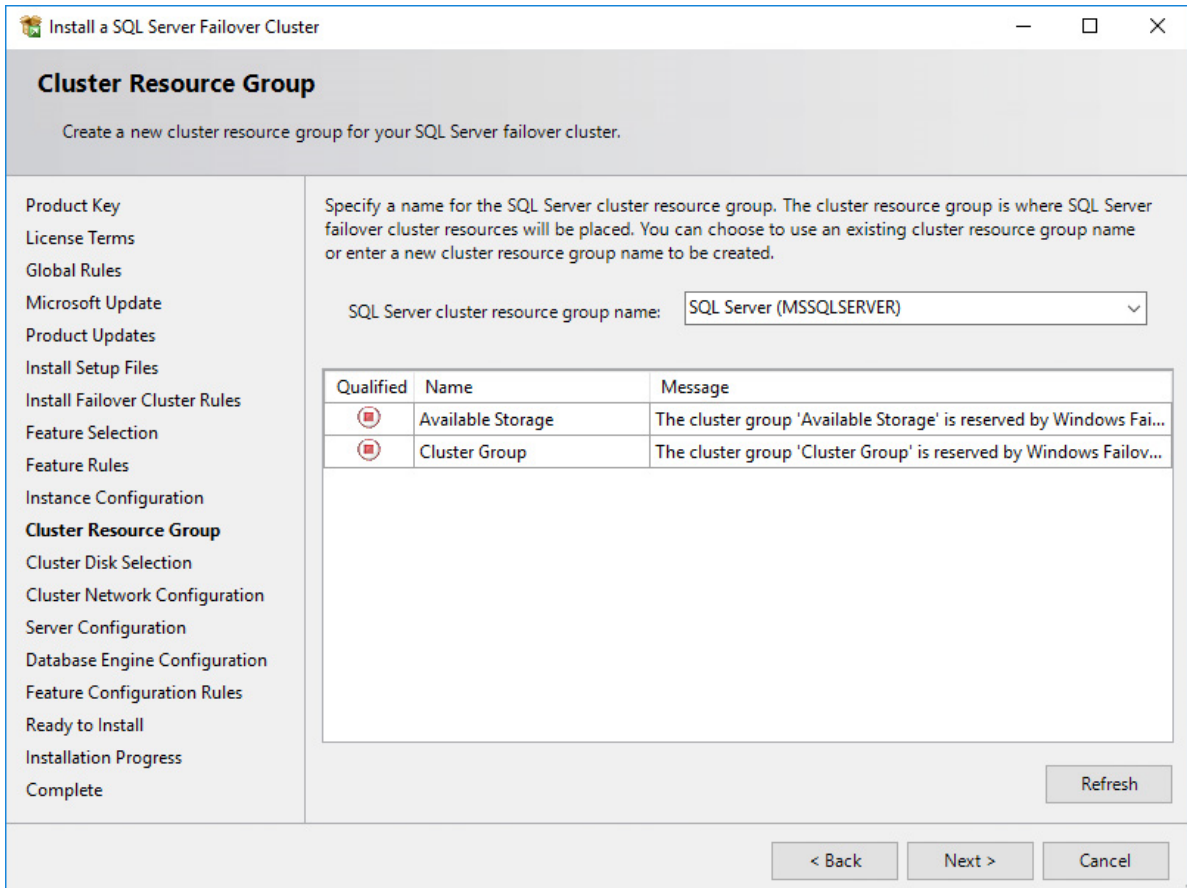 Install a SQL Server Failover Cluster
Cluster Resource Group
Create a new cluster resource group for your SQL Server failover cluster.
Product Key
License Terms
Global Rules
Microsoft Update
Product Updates
Install Setup Files
Install Failover Cluster Rules
Feature Selection
Feature Rules
Instance Configuration
Cluster Resource Group
Cluster Disk Selection
Cluster Network Configuration
Server Configuration
Database Engine Configuration
Feature Configuration Rules
Ready to Install
Installation Progress
Complete
Specify a name for the SQL Server cluster resource group. The cluster resource group is where SQL Server
failover cluster resources will be placed. You can choose to use an existing cluster resource group name
or enter a new cluster resource group name to be created.
SQL Server cluster resource group name: SQL Server (MSSQLSERVER)
Qualified Name Message
Available Storage The cluster group 'Available Storage' is reserved by Windows Fai...
Cluster Group The cluster group 'Cluster Group' is reserved by Windows Failov...
Refresh
< Back Next > Cancel